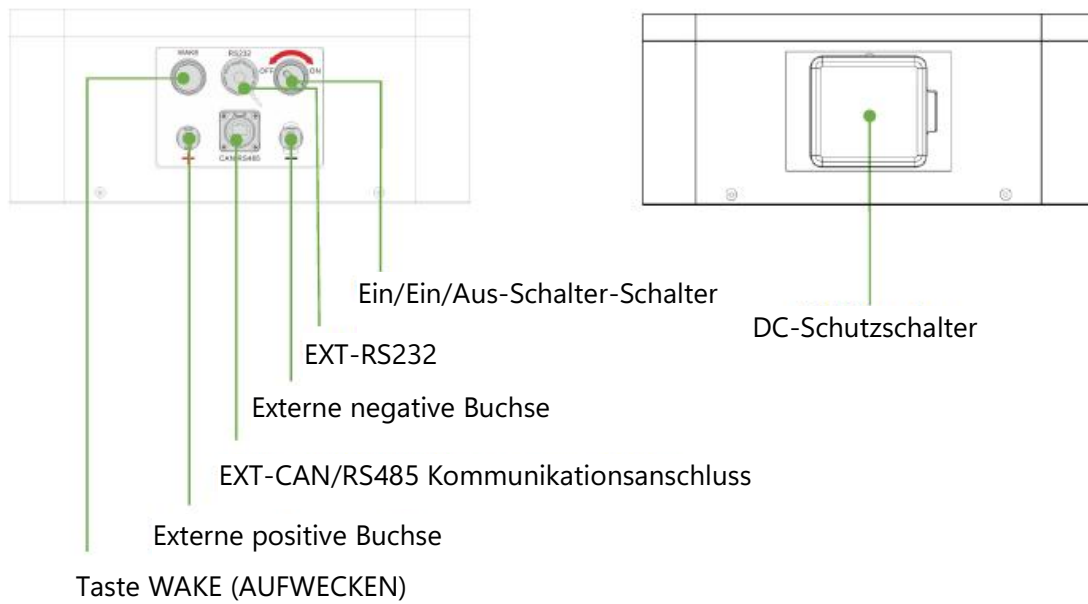 WAKE RS232
OFF ON
CAN/RS485
Ein/Ein/Aus-Schalter-Schalter
DC-Schutzschalter
EXT-RS232
Externe negative Buchse
EXT-CAN/RS485 Kommunikationsanschluss
Externe positive Buchse
Taste WAKE (AUFWECKEN)